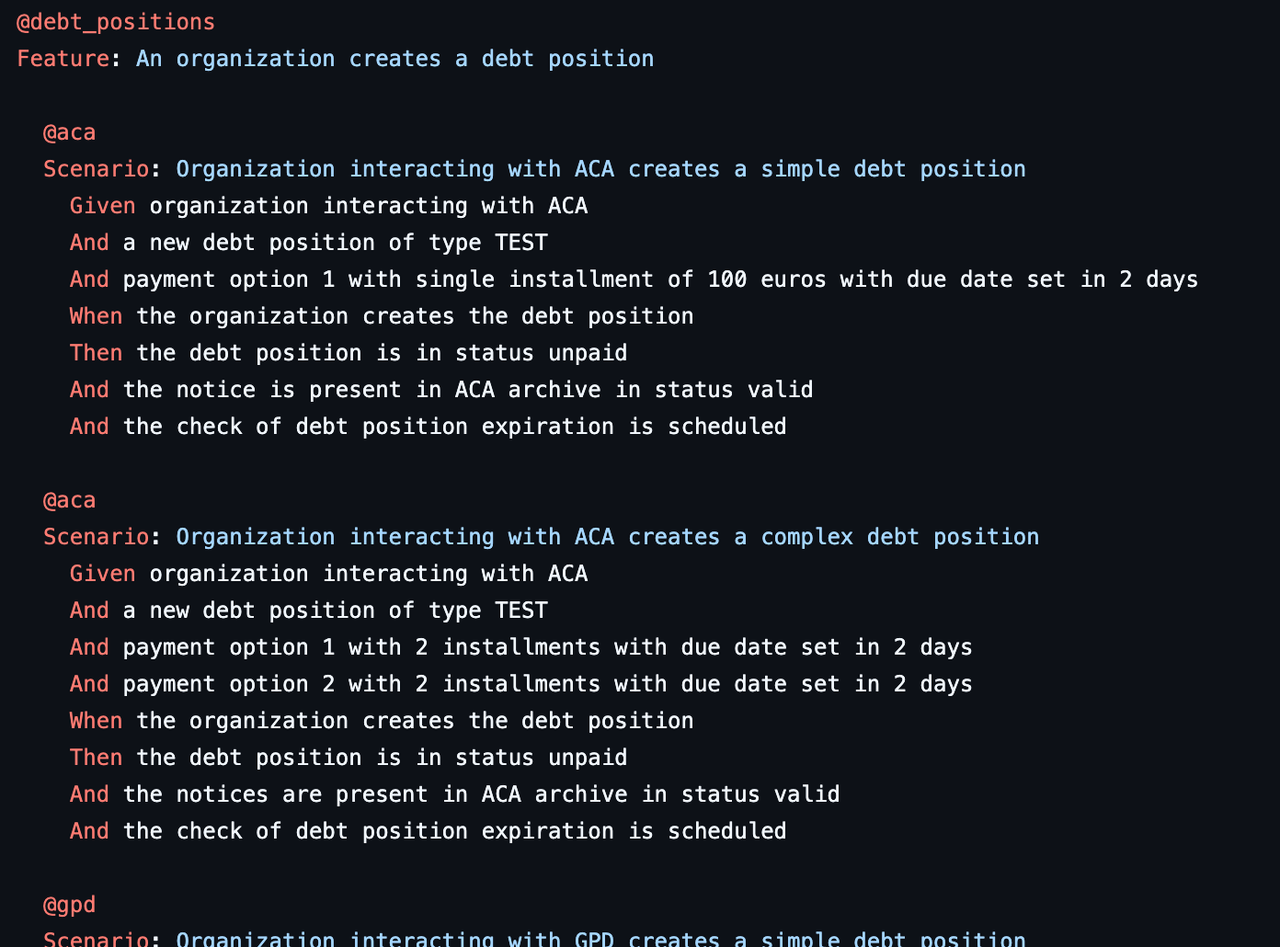 @debt_positions
Feature: An organization creates a debt position
@aca
Scenario: Organization interacting with ACA creates a simple debt position
Given organization interacting with ACA
And a new debt position of type TEST
And payment option 1 with single installment of 100 euros with due date set in 2 days
When the organization creates the debt position
Then the debt position is in status unpaid
And the notice is present in ACA archive in status valid
And the check of debt position expiration is scheduled
@aca
Scenario: Organization interacting with ACA creates a complex debt position
Given organization interacting with ACA
And a new debt position of type TEST
And payment option 1 with 2 installments with due date set in 2 days
And payment option 2 with 2 installments with due date set in 2 days
When the organization creates the debt position
Then the debt position is in status unpaid
And the notices are present in ACA archive in status valid
And the check of debt position expiration is scheduled
@gpd
Scenario: Organization interacting with GPD creates a simple debt position